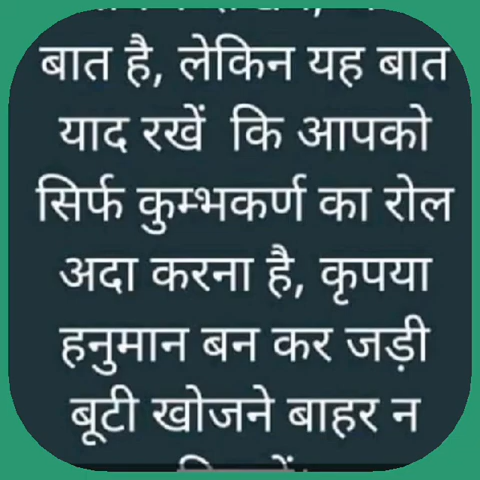 बात है, लेकिन यह बात
याद रखें कि आपको
सिर्फ कुम्भकर्ण का रोल
अदा करना है, कृपया
हनुमान बन कर जड़ी
बूटी खोजने बाहर न